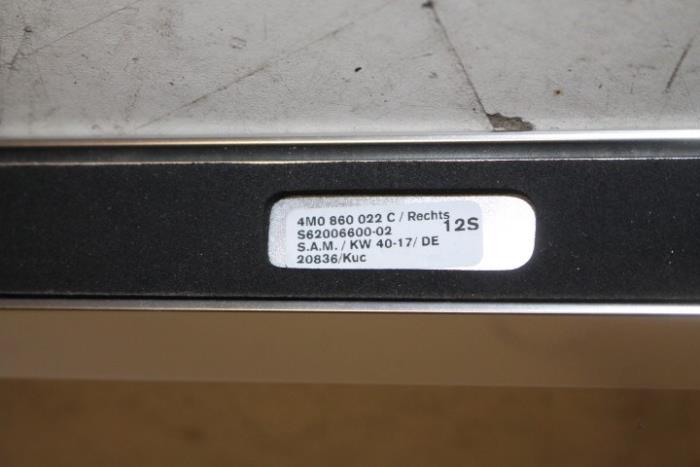 4M0 860 022 C / Rechts
S62006600-02 12S
S.A.M. / KW 40-17/ DE
20836/Kuc